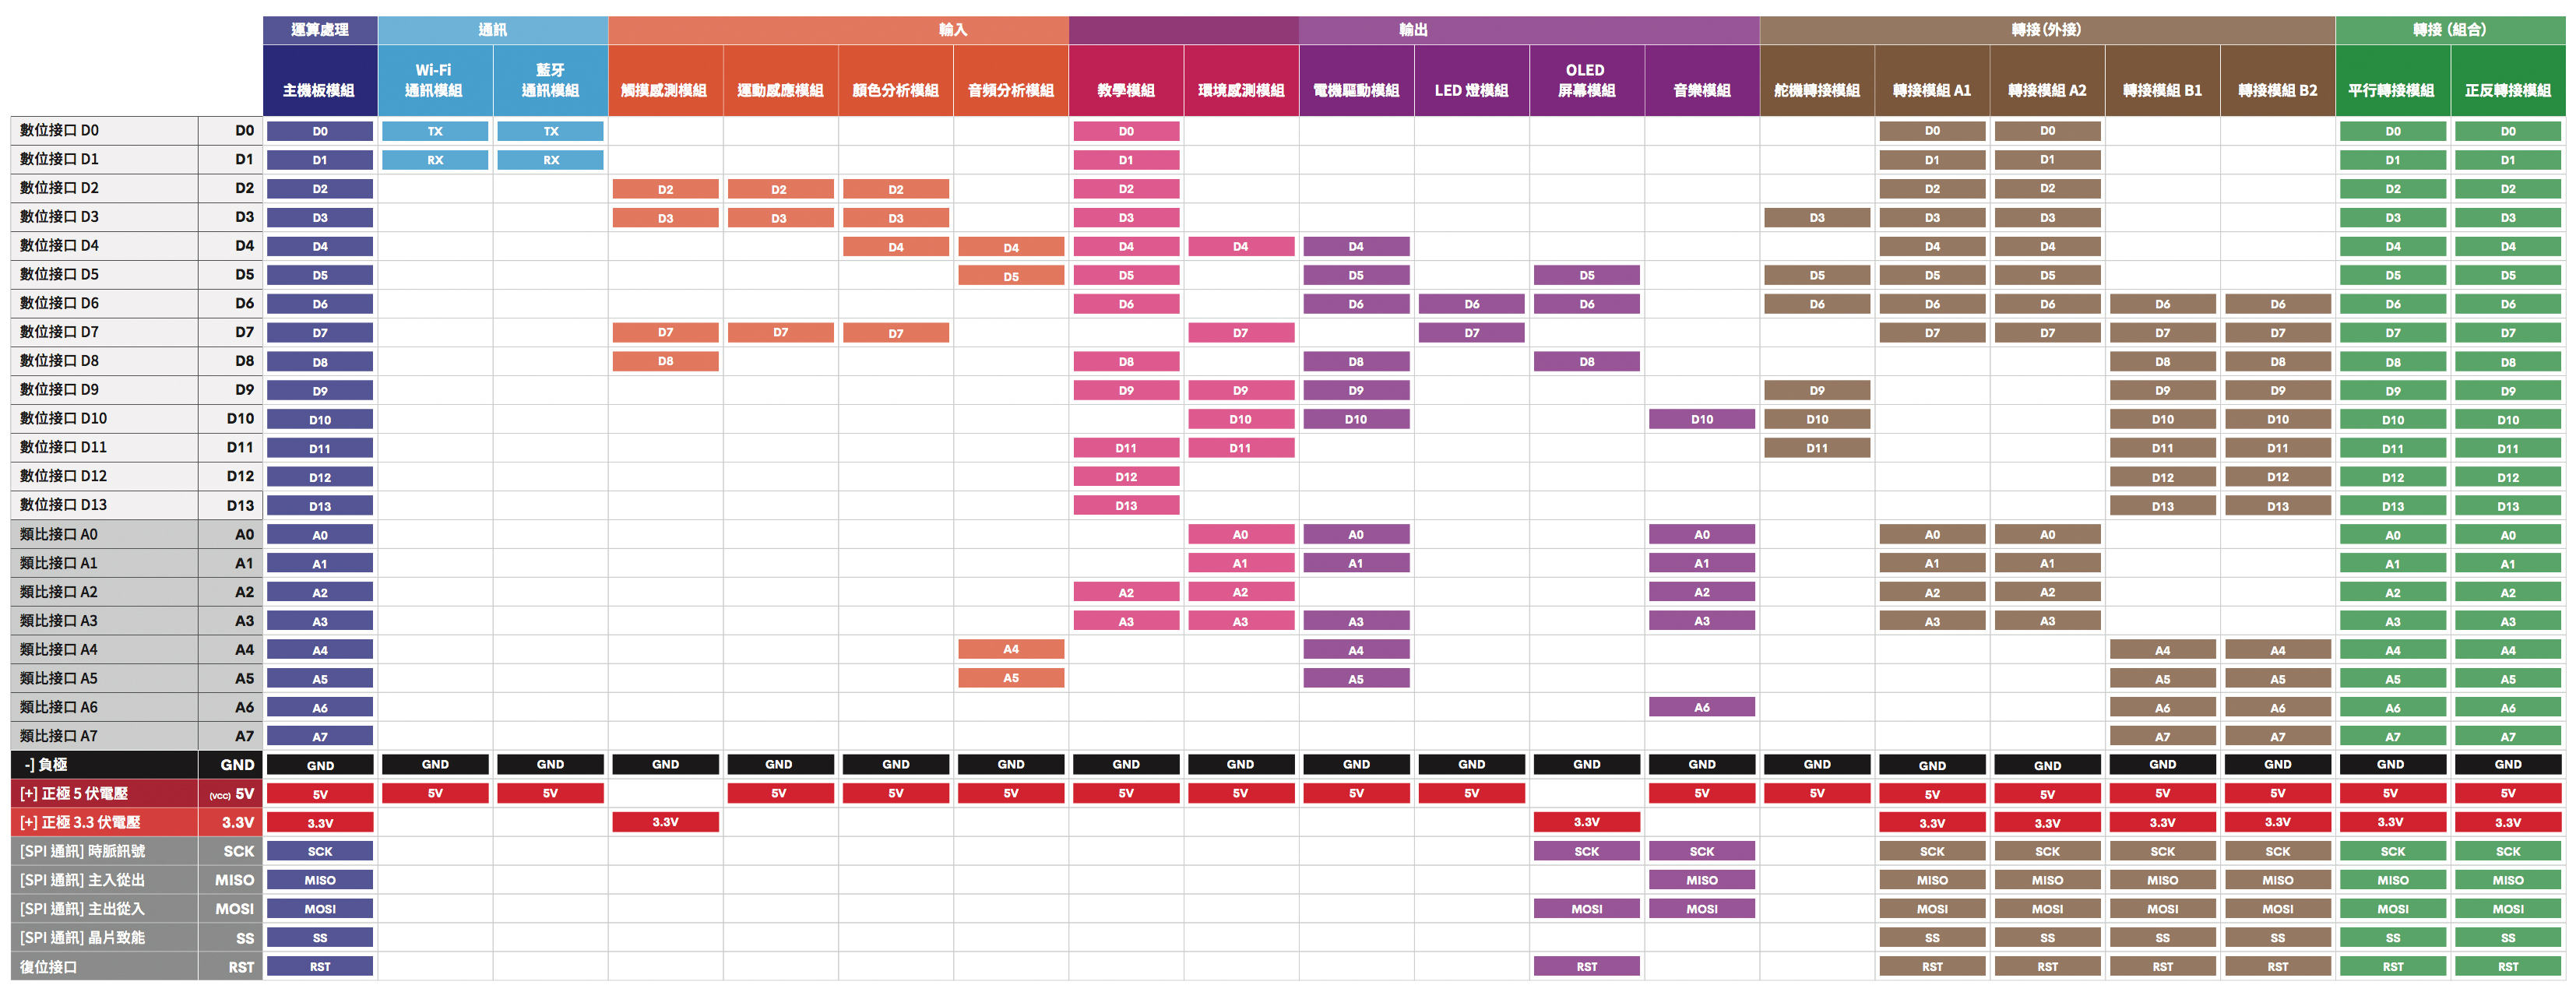 運算處理 通訊 輸入 輸出 轉接(外接) 轉接(組合)
主機板模組 Wi-Fi 通訊模組 藍牙 通訊模組 觸摸感測模組 運動感應模組 顏色分析模組 音頻分析模組 教學模組 環境感測模組 電機驅動模組 LED 燈模組 OLED 屏幕模組 音樂模組 舵機轉接模組 轉接模組 A1 轉接模組 A2 轉接模組 B1 轉接模組 B2 平行轉接模組 正反轉接模組
數位接口 D0 D0 D0 TX TX D0 D0 D0 D0 D0
數位接口 D1 D1 D1 RX RX D1 D1 D1 D1 D1
數位接口 D2 D2 D2 D2 D2 D2 D2 D2 D2 D2 D2
數位接口 D3 D3 D3 D3 D3 D3 D3 D3 D3 D3 D3 D3
數位接口 D4 D4 D4 D4 D4 D4 D4 D4 D4 D4 D4 D4
數位接口 D5 D5 D5 D5 D5 D5 D5 D5 D5 D5 D5 D5
數位接口 D6 D6 D6 D6 D6 D6 D6 D6 D6 D6 D6 D6 D6 D6
數位接口 D7 D7 D7 D7 D7 D7 D7 D7 D7 D7 D7 D7 D7 D7
數位接口 D8 D8 D8 D8 D8 D8 D8 D8 D8 D8 D8
數位接口 D9 D9 D9 D9 D9 D9 D9 D9 D9 D9 D9
數位接口 D10 D10 D10 D10 D10 D10 D10 D10 D10 D10 D10
數位接口 D11 D11 D11 D11 D11 D11 D11 D11 D11 D11
數位接口 D12 D12 D12 D12 D12 D12 D12 D12
數位接口 D13 D13 D13 D13 D13 D13 D13 D13
類比接口 A0 A0 A0 A0 A0 A0 A0 A0 A0 A0
類比接口 A1 A1 A1 A1 A1 A1 A1 A1 A1 A1
類比接口 A2 A2 A2 A2 A2 A2 A2 A2 A2 A2
類比接口 A3 A3 A3 A3 A3 A3 A3 A3 A3 A3 A3
類比接口 A4 A4 A4 A4 A4 A4 A4 A4 A4
類比接口 A5 A5 A5 A5 A5 A5 A5 A5 A5
類比接口 A6 A6 A6 A6 A6 A6 A6 A6
類比接口 A7 A7 A7 A7 A7 A7 A7
-] 負極 GND GND GND GND GND GND GND GND GND GND GND GND GND GND GND GND GND GND GND GND GND
[+] 正極 5 伏電壓 (VCC) 5V 5V 5V 5V 5V 5V 5V 5V 5V 5V 5V 5V 5V 5V 5V 5V 5V 5V 5V
[+] 正極 3.3 伏電壓 3.3V 3.3V 3.3V 3.3V 3.3V 3.3V 3.3V 3.3V 3.3V 3.3V
[SPI 通訊] 時脈訊號 SCK SCK SCK SCK SCK SCK SCK SCK SCK SCK
[SPI 通訊] 主入從出 MISO MISO MISO MISO MISO MISO MISO MISO MISO
[SPI 通訊] 主出從入 MOSI MOSI MOSI MOSI MOSI MOSI MOSI MOSI MOSI MOSI
[SPI 通訊] 晶片致能 SS SS SS SS SS SS SS SS
復位接口 RST RST RST RST RST RST RST RST RST